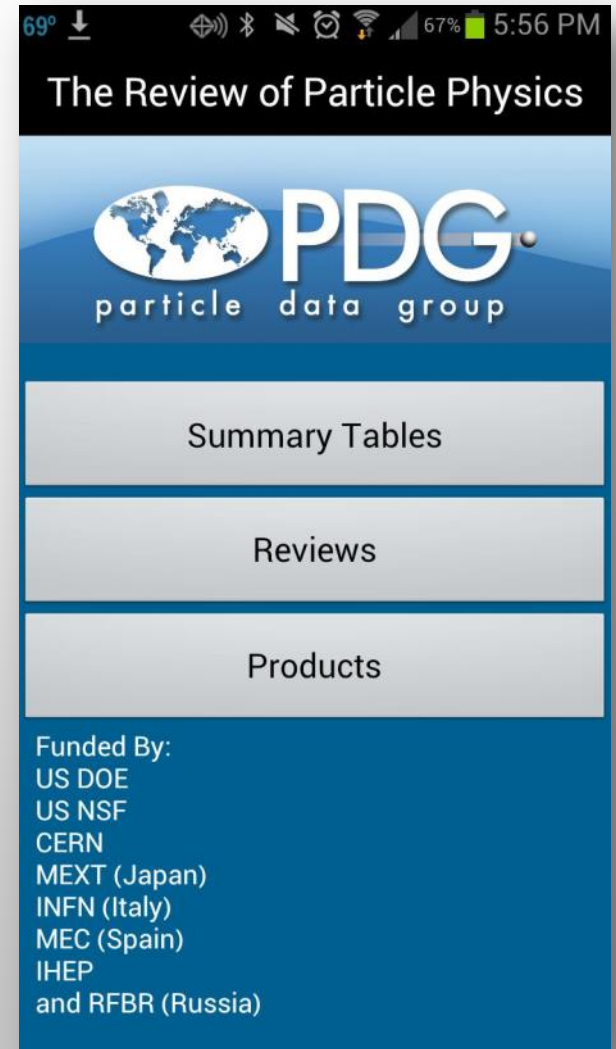 69° 67% 5:56 PM
The Review of Particle Physics
PDG
particle data group
Summary Tables
Reviews
Products
Funded By:
US DOE
US NSF
CERN
MEXT (Japan)
INFN (Italy)
MEC (Spain)
IHEP
and RFBR (Russia)